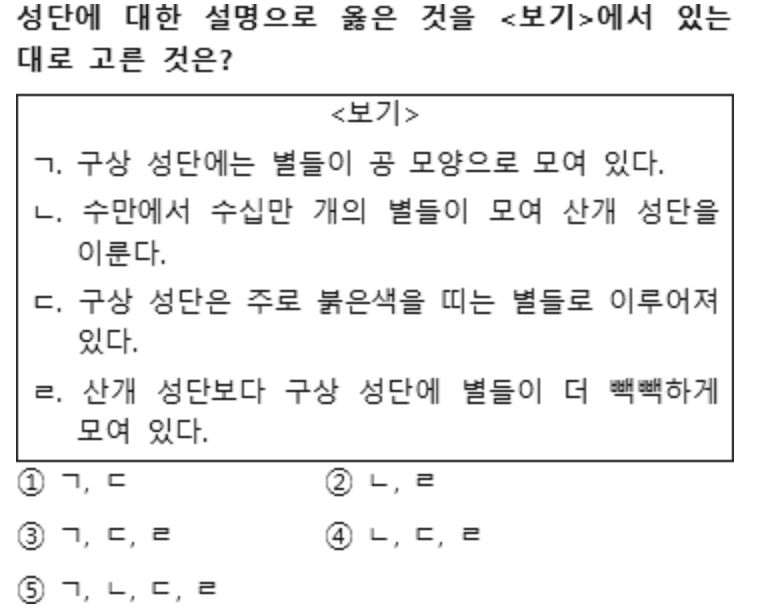 성단에 대한 설명으로 옳은 것을 <보기>에서 있는
대로 고른 것은?
<보기>
ㄱ. 구상 성단에는 별들이 공 모양으로 모여 있다.
ㄴ. 수만에서 수십만 개의 별들이 모여 산개 성단을
이룬다.
ㄷ. 구상 성단은 주로 붉은색을 띠는 별들로 이루어져
있다.
ㄹ. 산개 성단보다 구상 성단에 별들이 더 빽빽하게
모여 있다.
① ㄱ, ㄷ ② ㄴ, ㄹ
③ ㄱ, ㄷ, ㄹ ④ ㄴ, ㄷ, ㄹ
⑤ ㄱ, ㄴ, ㄷ, ㄹ